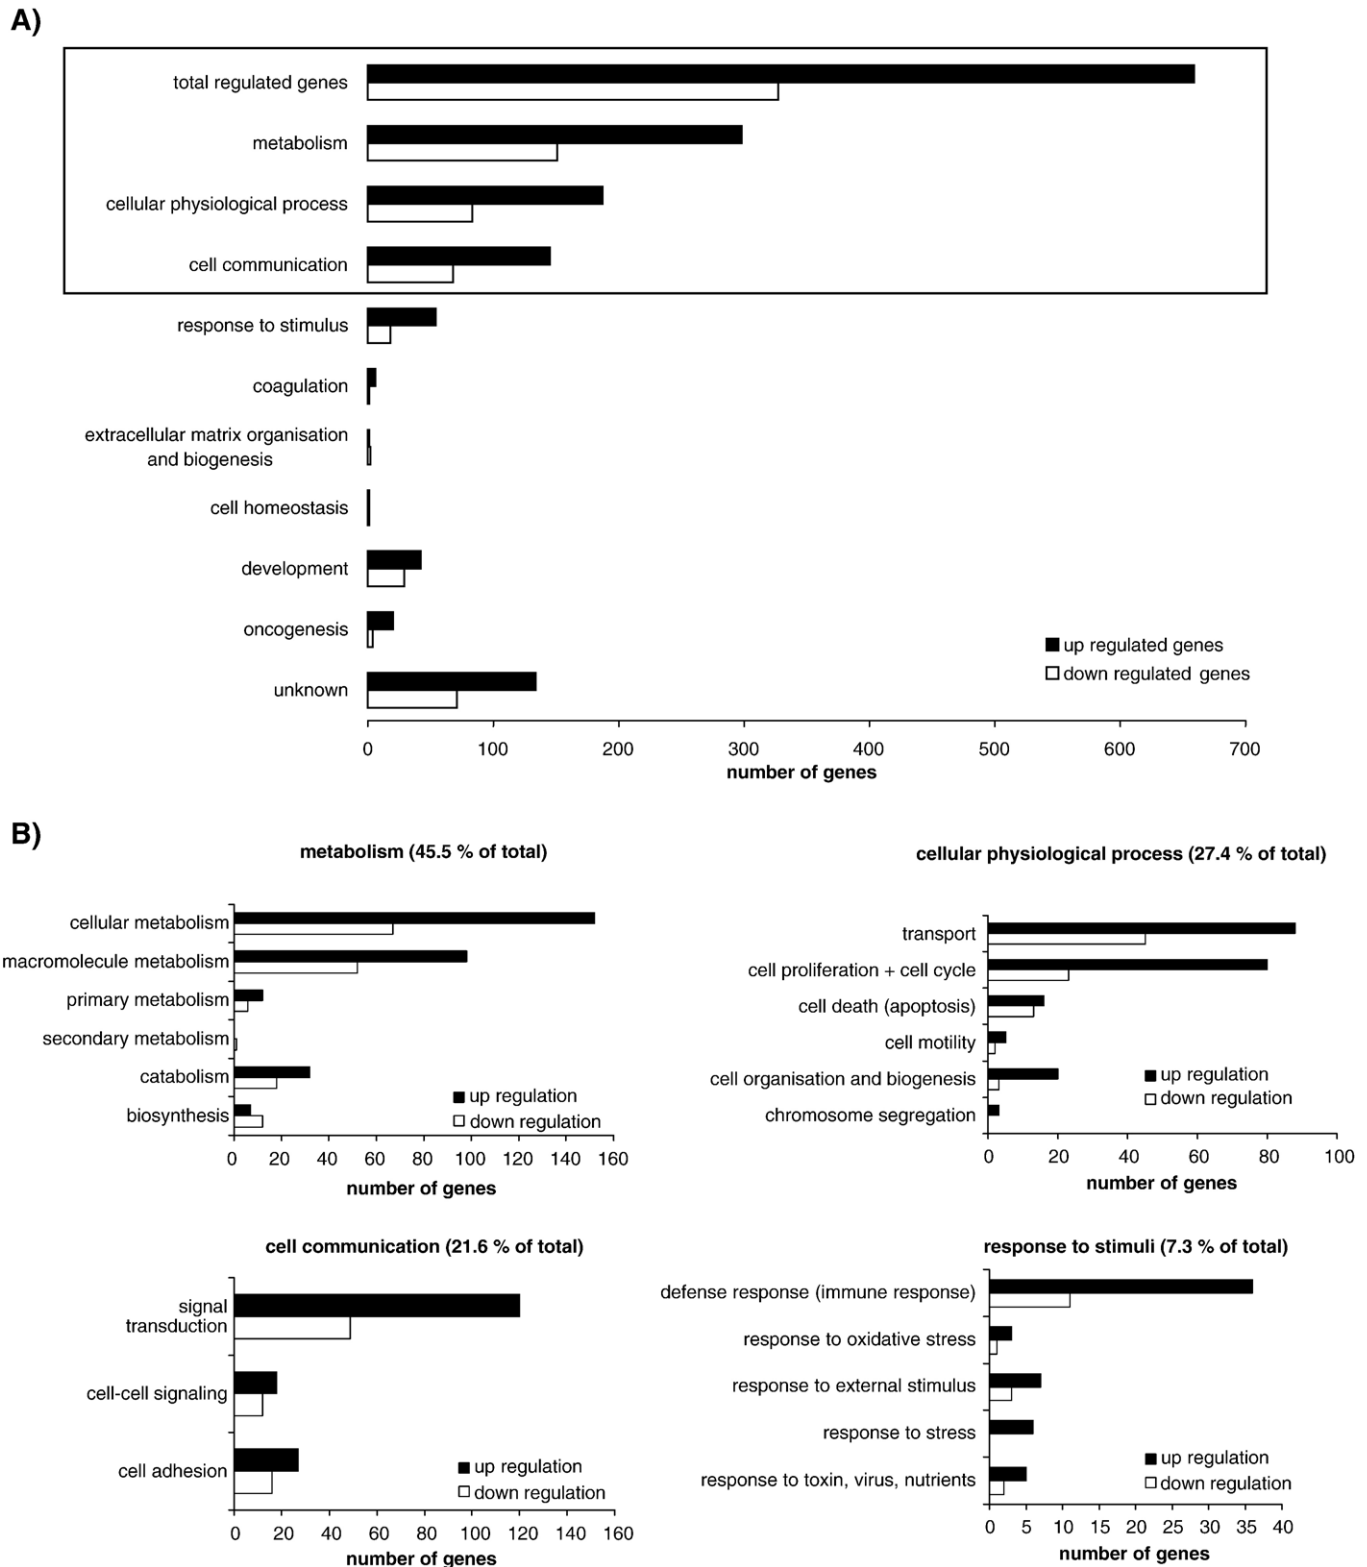 A)
total regulated genes
metabolism
cellular physiological process
cell communication
response to stimulus
coagulation
extracellular matrix organisation
and biogenesis
cell homeostasis
development
oncogenesis
unknown
up regulated genes
down regulated genes
0 100 200 300 400 500 600 700
number of genes
B)
metabolism (45.5 % of total)
cellular metabolism
macromolecule metabolism
primary metabolism
secondary metabolism
catabolism
biosynthesis
up regulation
down regulation
0 20 40 60 80 100 120 140 160
number of genes
cellular physiological process (27.4 % of total)
transport
cell proliferation + cell cycle
cell death (apoptosis)
cell motility
cell organisation and biogenesis
chromosome segregation
up regulation
down regulation
0 20 40 60 80 100
number of genes
cell communication (21.6 % of total)
signal
transduction
cell-cell signaling
cell adhesion
up regulation
down regulation
0 20 40 60 80 100 120 140 160
number of genes
response to stimuli (7.3 % of total)
defense response (immune response)
response to oxidative stress
response to external stimulus
response to stress
response to toxin, virus, nutrients
up regulation
down regulation
0 5 10 15 20 25 30 35 40
number of genes